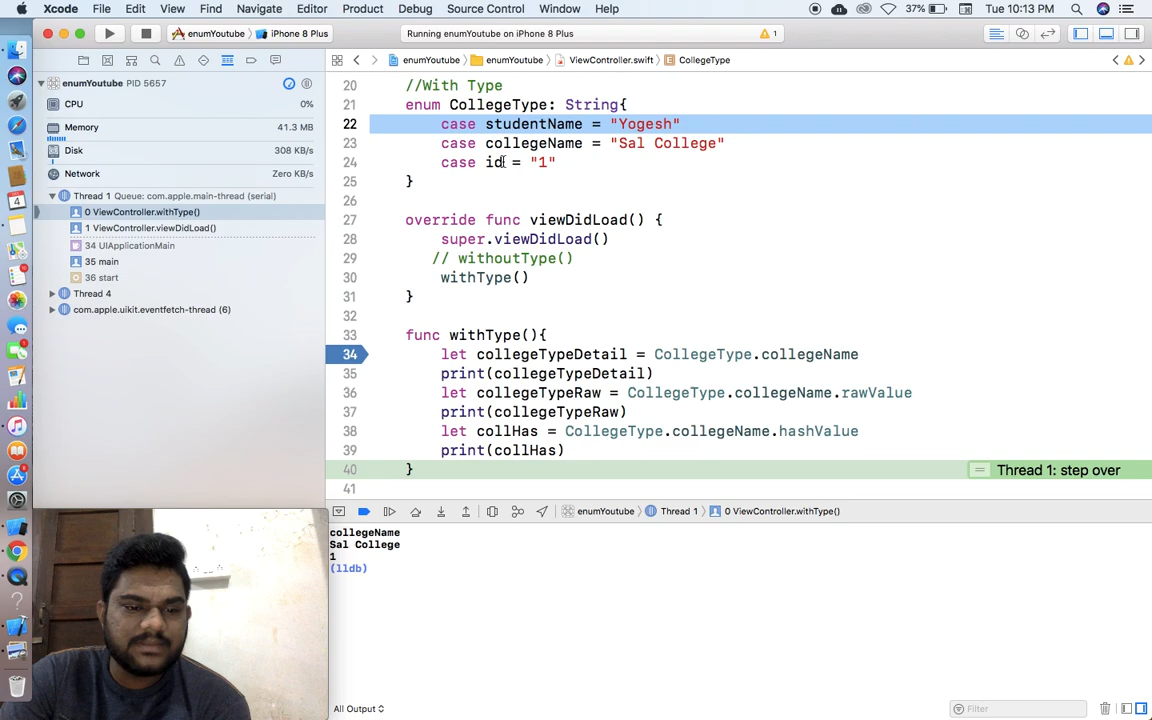 Xcode File Edit View Find Navigate Editor Product Debug Source Control Window Help 37% Tue 10:13 PM
enumYoutube iPhone 8 Plus Running enumYoutube on iPhone 8 Plus 1
enumYoutube enumYoutube ViewController.swift CollegeType
enumYoutube PID 5657
CPU 0%
Memory 41.3 MB
Disk 308 KB/s
Network Zero KB/s
Thread 1 Queue: com.apple.main-thread (serial)
0 ViewController.withType()
1 ViewController.viewDidLoad()
34 UIApplicationMain
35 main
36 start
Thread 4
com.apple.uikit.eventfetch-thread (6)
20 //With Type
21 enum CollegeType: String{
22 case studentName = "Yogesh"
23 case collegeName = "Sal College"
24 case id = "1"
25 }
26
27 override func viewDidLoad() {
28 super.viewDidLoad()
29 // withoutType()
30 withType()
31 }
32
33 func withType(){
34 let collegeTypeDetail = CollegeType.collegeName
35 print(collegeTypeDetail)
36 let collegeTypeRaw = CollegeType.collegeName.rawValue
37 print(collegeTypeRaw)
38 let collHas = CollegeType.collegeName.hashValue
39 print(collHas)
40 } Thread 1: step over
41
enumYoutube Thread 1 0 ViewController.withType()
collegeName
Sal College
1
(lldb)
All Output Filter